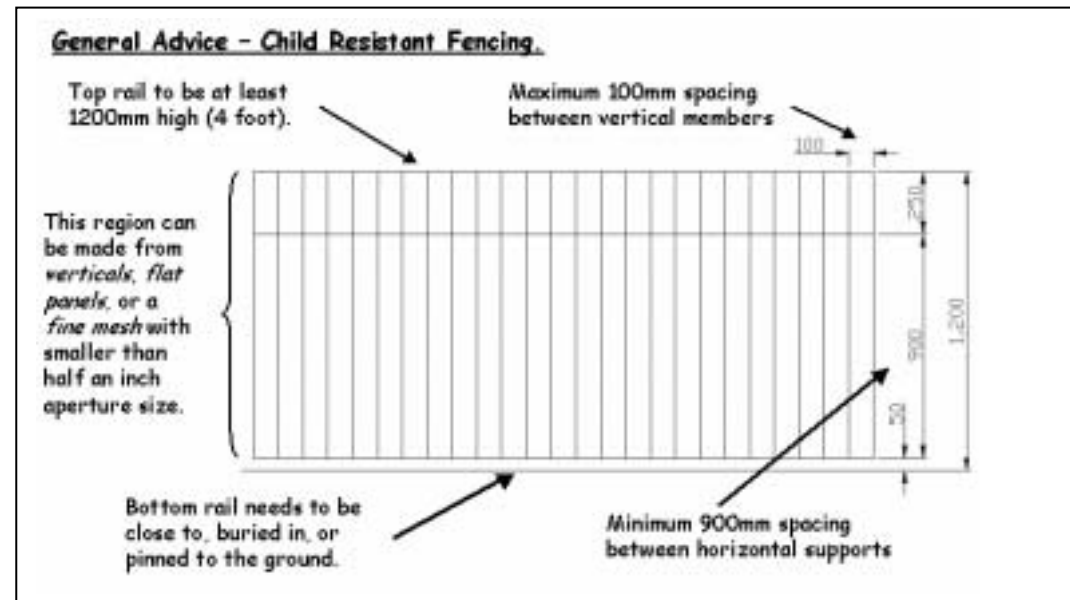 General Advice – Child Resistant Fencing.
Top rail to be at least
1200mm high (4 foot).
Maximum 100mm spacing
between vertical members
100
250
This region can
be made from
verticals, flat
panels, or a
fine mesh with
smaller than
half an inch
aperture size.
900
1,200
50
Bottom rail needs to be
close to, buried in, or
pinned to the ground.
Minimum 900mm spacing
between horizontal supports